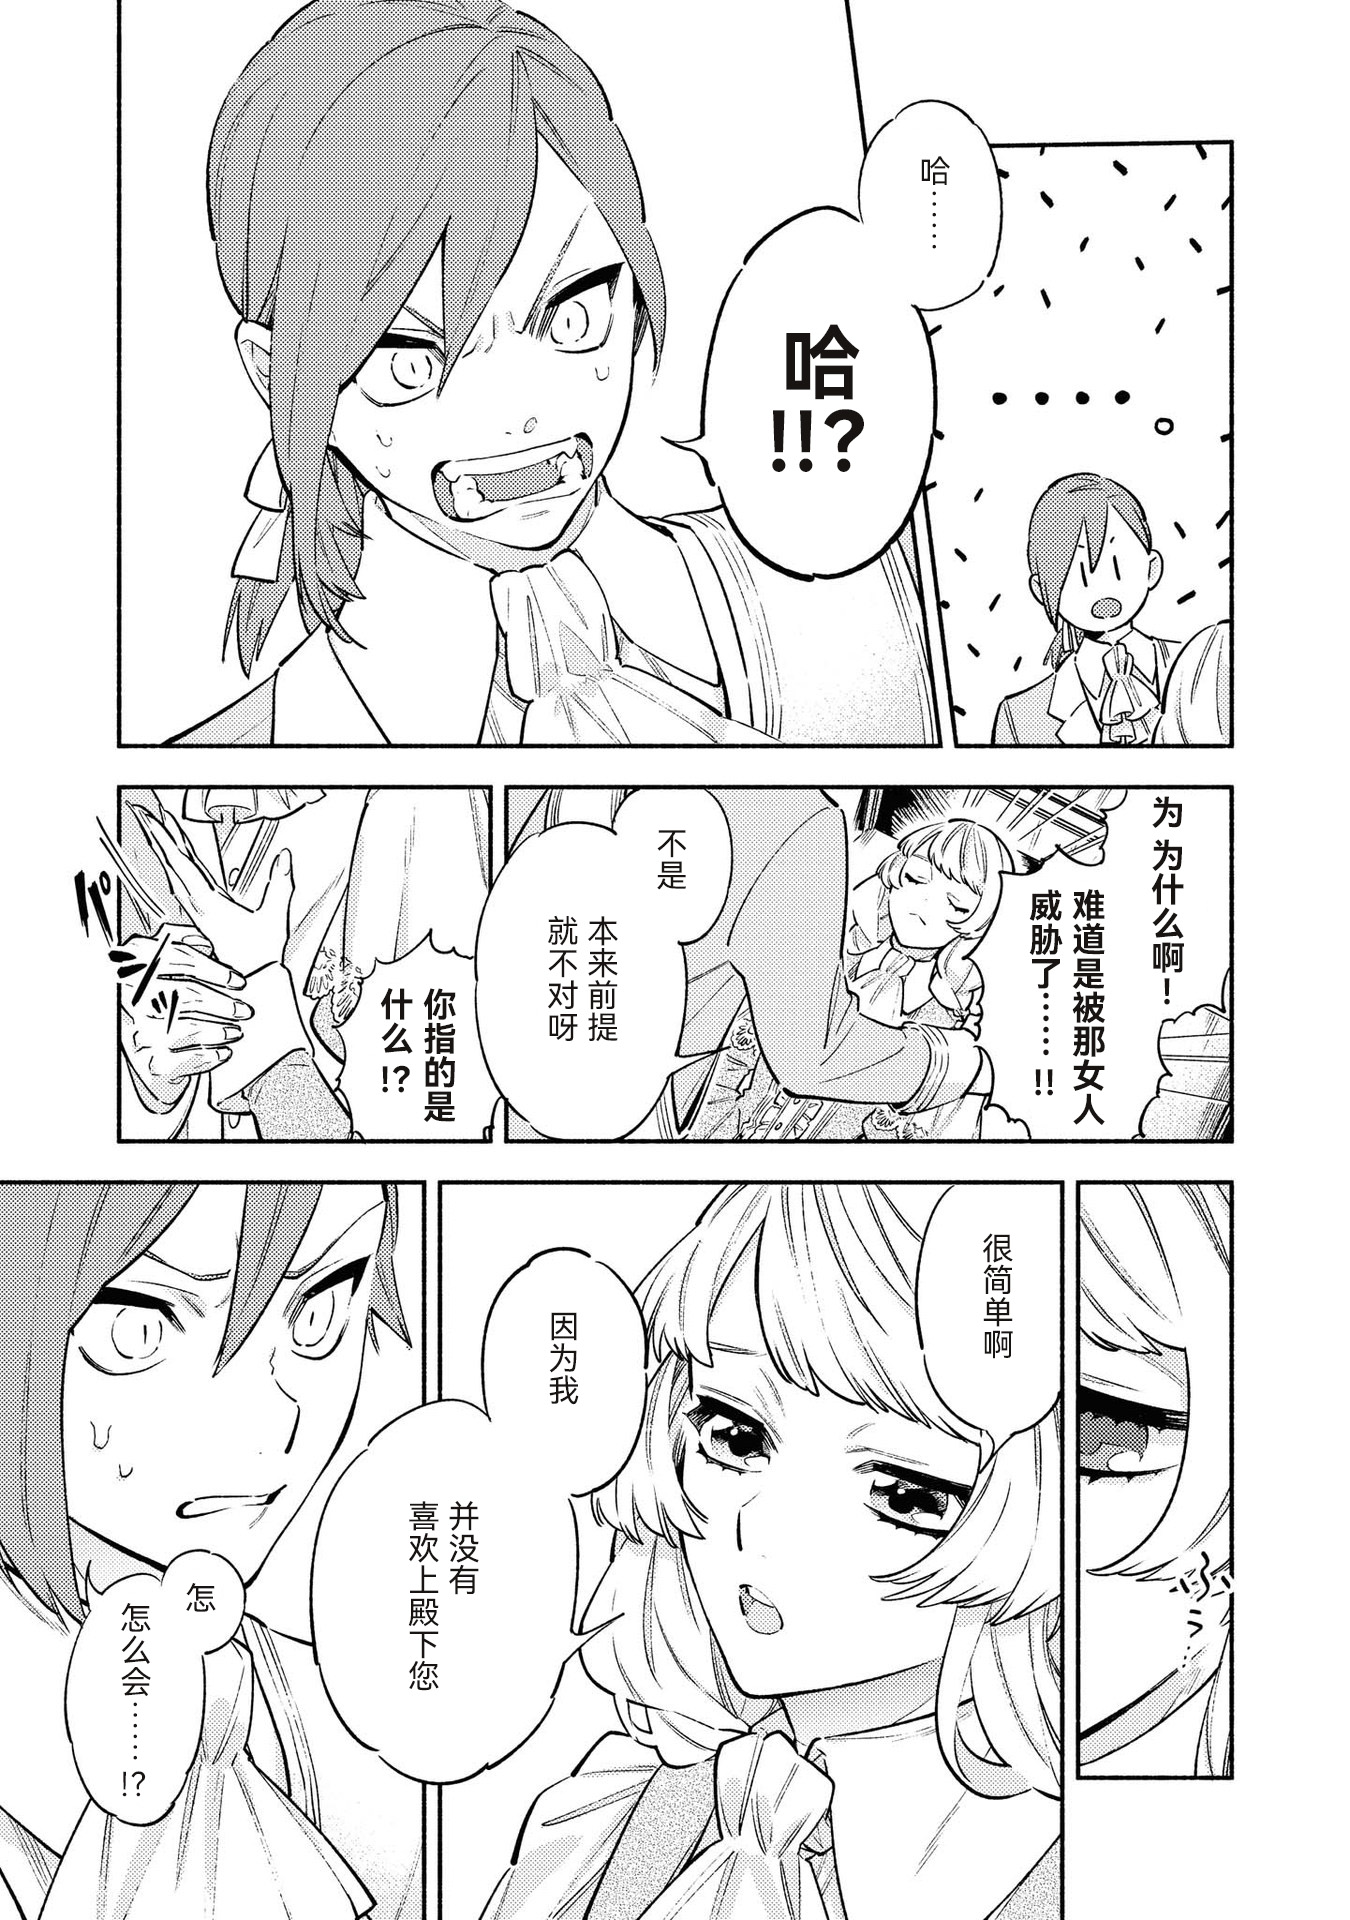 ・・・・。
哈……
哈
!!?
为 为什么啊！
难道是被那女人
威胁了……!!
不是
本来前提
就不对呀
你指的是
什么!?
パッ
很简单啊
因为我
并没有
喜欢上殿下您
怎
怎么会……!?